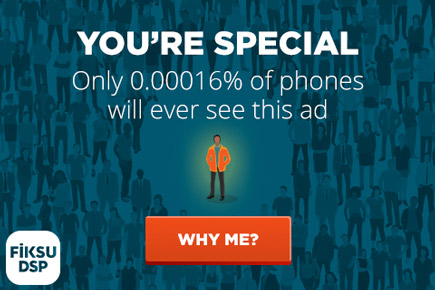 YOU'RE SPECIAL
Only 0.00016% of phones
will ever see this ad
WHY ME?
FiKSU
DSP